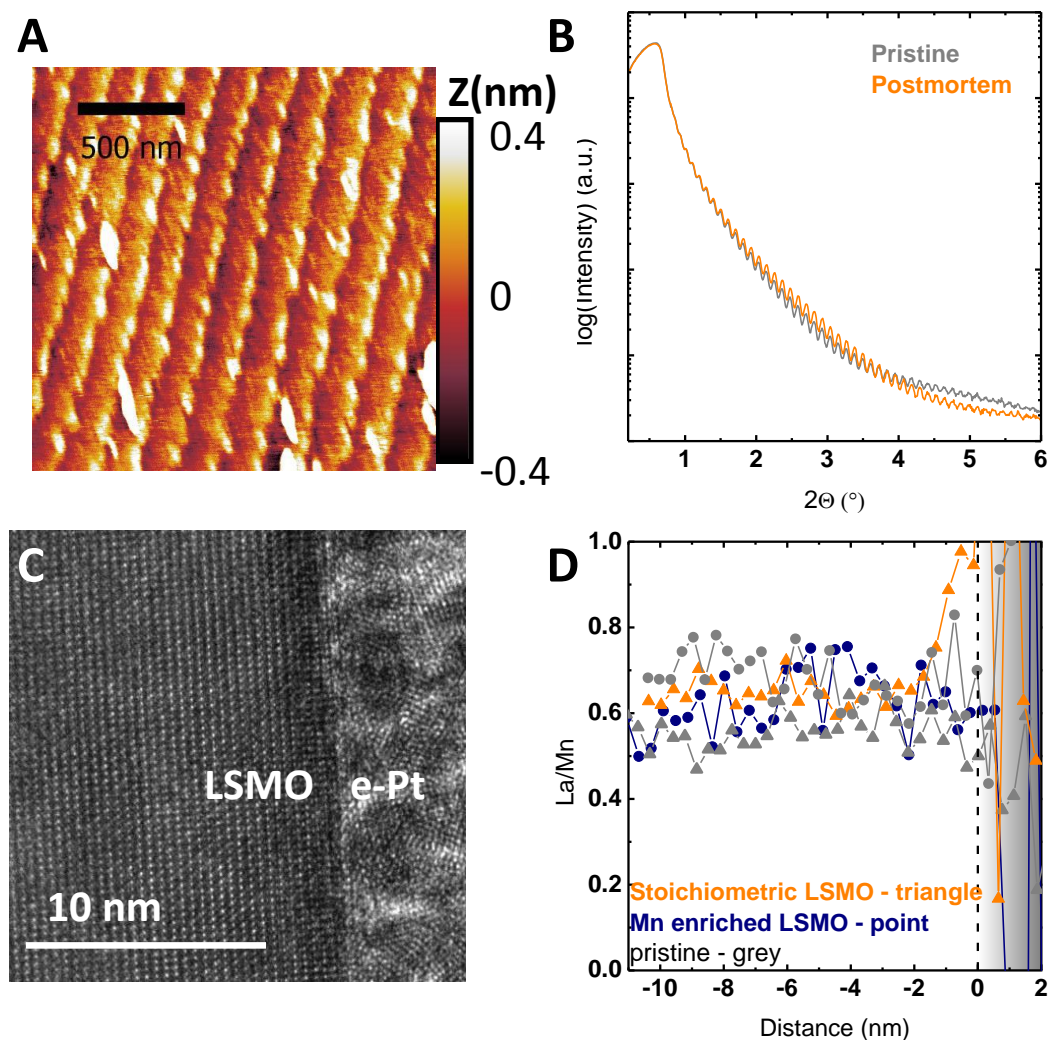 A
500 nm
Z(nm)
0.4
0
-0.4
B
Pristine
Postmortem
log(Intensity) (a.u.)
1 2 3 4 5 6
2Θ (°)
C
LSMO e-Pt
10 nm
D
1.0
0.8
0.6
0.4
0.2
0.0
La/Mn
Stoichiometric LSMO - triangle
Mn enriched LSMO - point
pristine - grey
-10 -8 -6 -4 -2 0 2
Distance (nm)